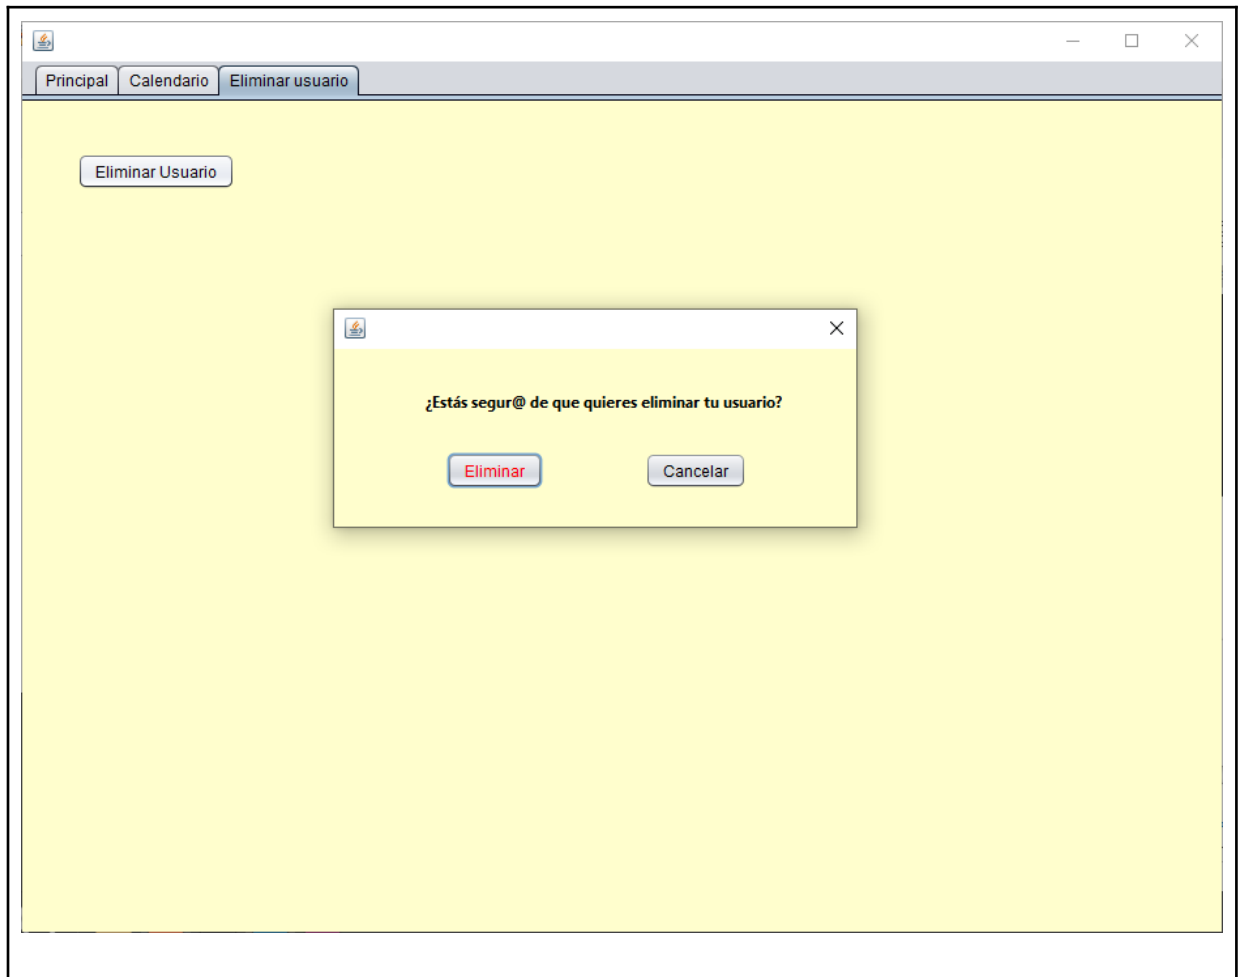 Principal Calendario Eliminar usuario
Eliminar Usuario
¿Estás segur@ de que quieres eliminar tu usuario?
Eliminar Cancelar